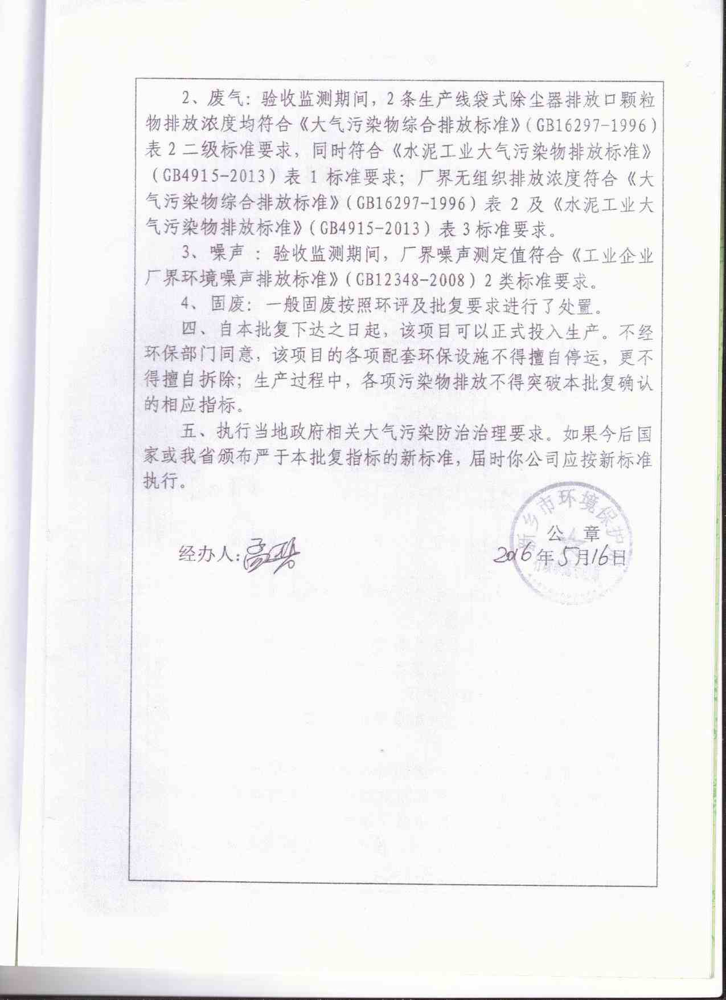 2、废气：验收监测期间，2条生产线袋式除尘器排放口颗粒
物排放浓度均符合《大气污染物综合排放标准》（GB16297-1996）
表2二级标准要求，同时符合《水泥工业大气污染物排放标准》
（GB4915-2013）表1标准要求；厂界无组织排放浓度符合《大
气污染物综合排放标准》（GB16297-1996）表2及《水泥工业大
气污染物排放标准》（GB4915-2013）表3标准要求。
3、噪声：验收监测期间，厂界噪声测定值符合《工业企业
厂界环境噪声排放标准》（GB12348-2008）2类标准要求。
4、固废：一般固废按照环评及批复要求进行了处置。
四、自本批复下达之日起，该项目可以正式投入生产。不经
环保部门同意，该项目的各项配套环保设施不得擅自停运，更不
得擅自拆除；生产过程中，各项污染物排放不得突破本批复确认
的相应指标。
五、执行当地政府相关大气污染防治治理要求。如果今后国
家或我省颁布严于本批复指标的新标准，届时你公司应按新标准
执行。
新乡市环境保护
公 章
经办人：
2016年5月16日